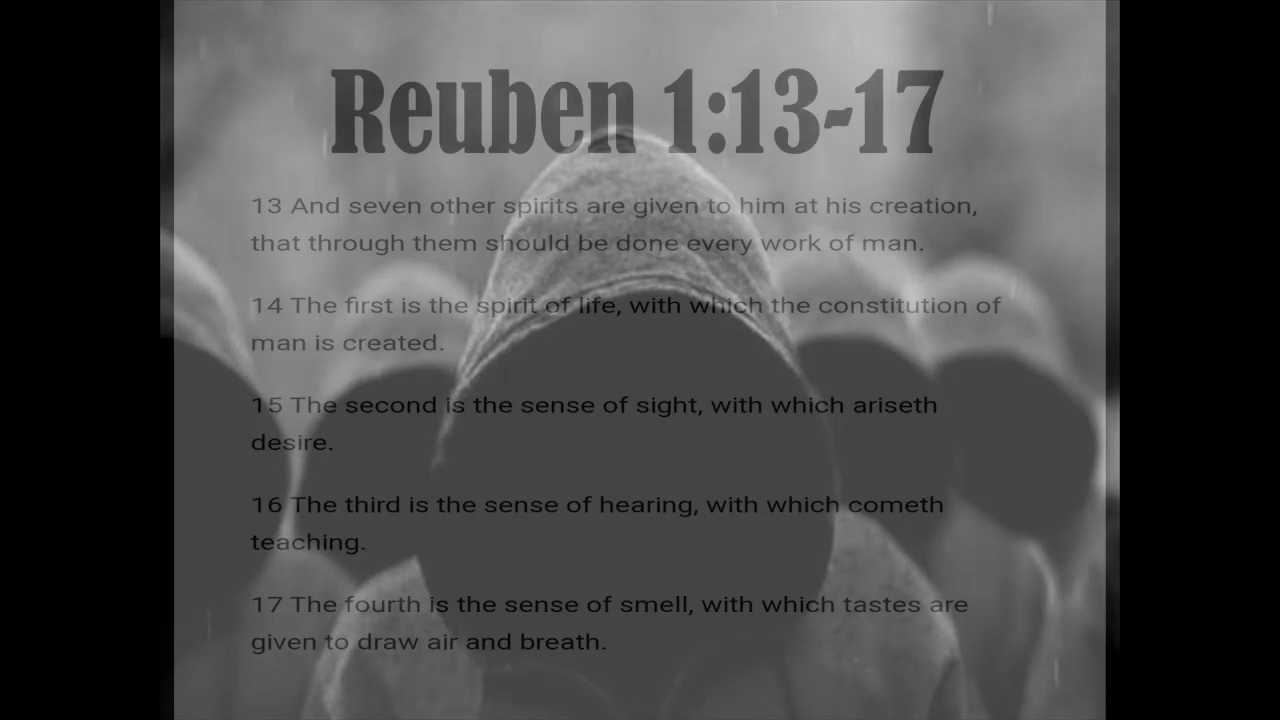 Reuben 1:13-17
13 And seven other spirits are given to him at his creation,
that through them should be done every work of man.
14 The first is the spirit of life, with which the constitution of
man is created.
15 The second is the sense of sight, with which ariseth
desire.
16 The third is the sense of hearing, with which cometh
teaching.
17 The fourth is the sense of smell, with which tastes are
given to draw air and breath.